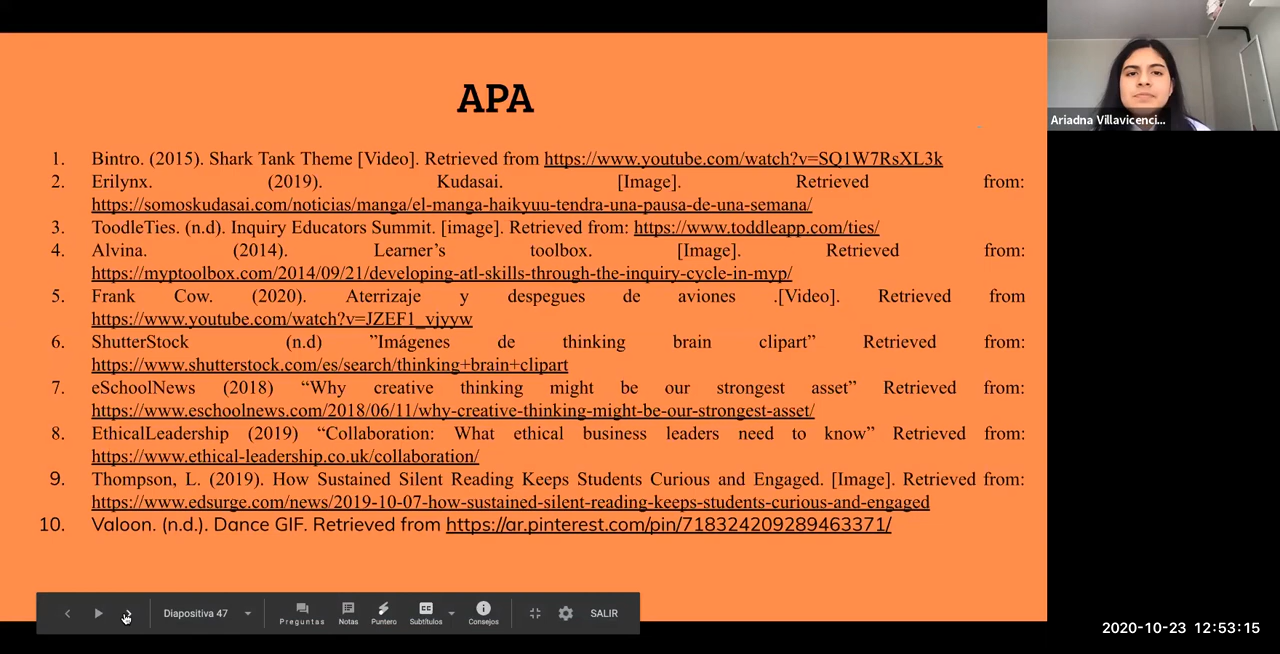 APA
1. Bintro. (2015). Shark Tank Theme [Video]. Retrieved from https://www.youtube.com/watch?v=SQ1W7RsXL3k
2. Erilynx. (2019). Kudasai. [Image]. Retrieved from:
https://somoskudasai.com/noticias/manga/el-manga-haikyuu-tendra-una-pausa-de-una-semana/
3. ToodleTies. (n.d). Inquiry Educators Summit. [image]. Retrieved from: https://www.toddleapp.com/ties/
4. Alvina. (2014). Learner’s toolbox. [Image]. Retrieved from:
https://myptoolbox.com/2014/09/21/developing-atl-skills-through-the-inquiry-cycle-in-myp/
5. Frank Cow. (2020). Aterrizaje y despegues de aviones .[Video]. Retrieved from
https://www.youtube.com/watch?v=JZEF1_vjyyw
6. ShutterStock (n.d) ”Imágenes de thinking brain clipart” Retrieved from:
https://www.shutterstock.com/es/search/thinking+brain+clipart
7. eSchoolNews (2018) “Why creative thinking might be our strongest asset” Retrieved from:
https://www.eschoolnews.com/2018/06/11/why-creative-thinking-might-be-our-strongest-asset/
8. EthicalLeadership (2019) “Collaboration: What ethical business leaders need to know” Retrieved from:
https://www.ethical-leadership.co.uk/collaboration/
9. Thompson, L. (2019). How Sustained Silent Reading Keeps Students Curious and Engaged. [Image]. Retrieved from:
https://www.edsurge.com/news/2019-10-07-how-sustained-silent-reading-keeps-students-curious-and-engaged
10. Valoon. (n.d.). Dance GIF. Retrieved from https://ar.pinterest.com/pin/718324209289463371/
Ariadna Villavicenci...
Diapositiva 47
Preguntas
Notas
Puntero
CC
Subtítulos
Consejos
SALIR
2020-10-23 12:53:15